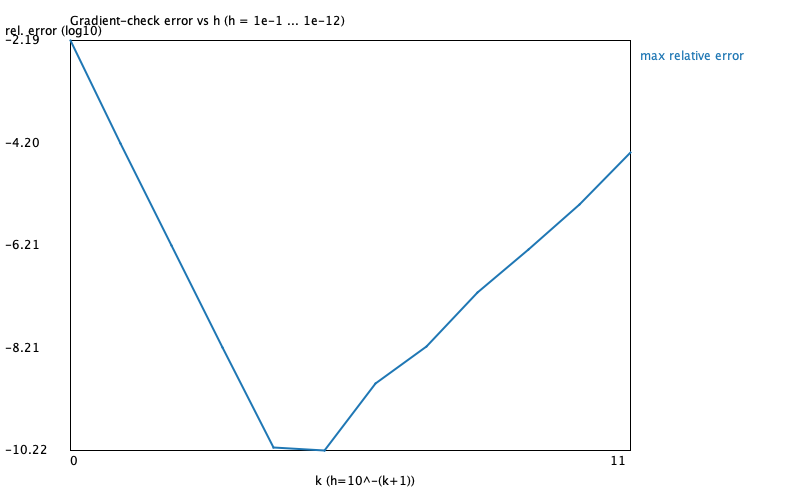 Gradient-check error vs h (h = 1e-1 ... 1e-12)
rel. error (log10)
-2.19
max relative error
-4.20
-6.21
-8.21
-10.22
0
11
k (h=10^-(k+1))